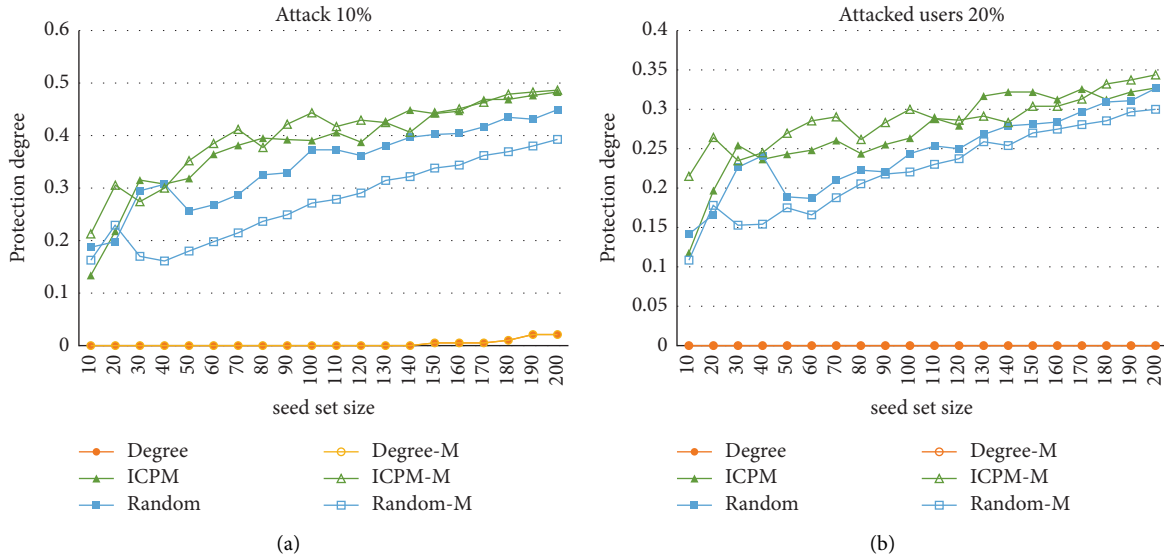 Attack 10%
Protection degree
0.6
0.5
0.4
0.3
0.2
0.1
0
10 20 30 40 50 60 70 80 90 100 110 120 130 140 150 160 170 180 190 200
seed set size
Degree
ICPM
Random
Degree-M
ICPM-M
Random-M
(a)
Attacked users 20%
Protection degree
0.4
0.35
0.3
0.25
0.2
0.15
0.1
0.05
0
10 20 30 40 50 60 70 80 90 100 110 120 130 140 150 160 170 180 190 200
seed set size
Degree
ICPM
Random
Degree-M
ICPM-M
Random-M
(b)